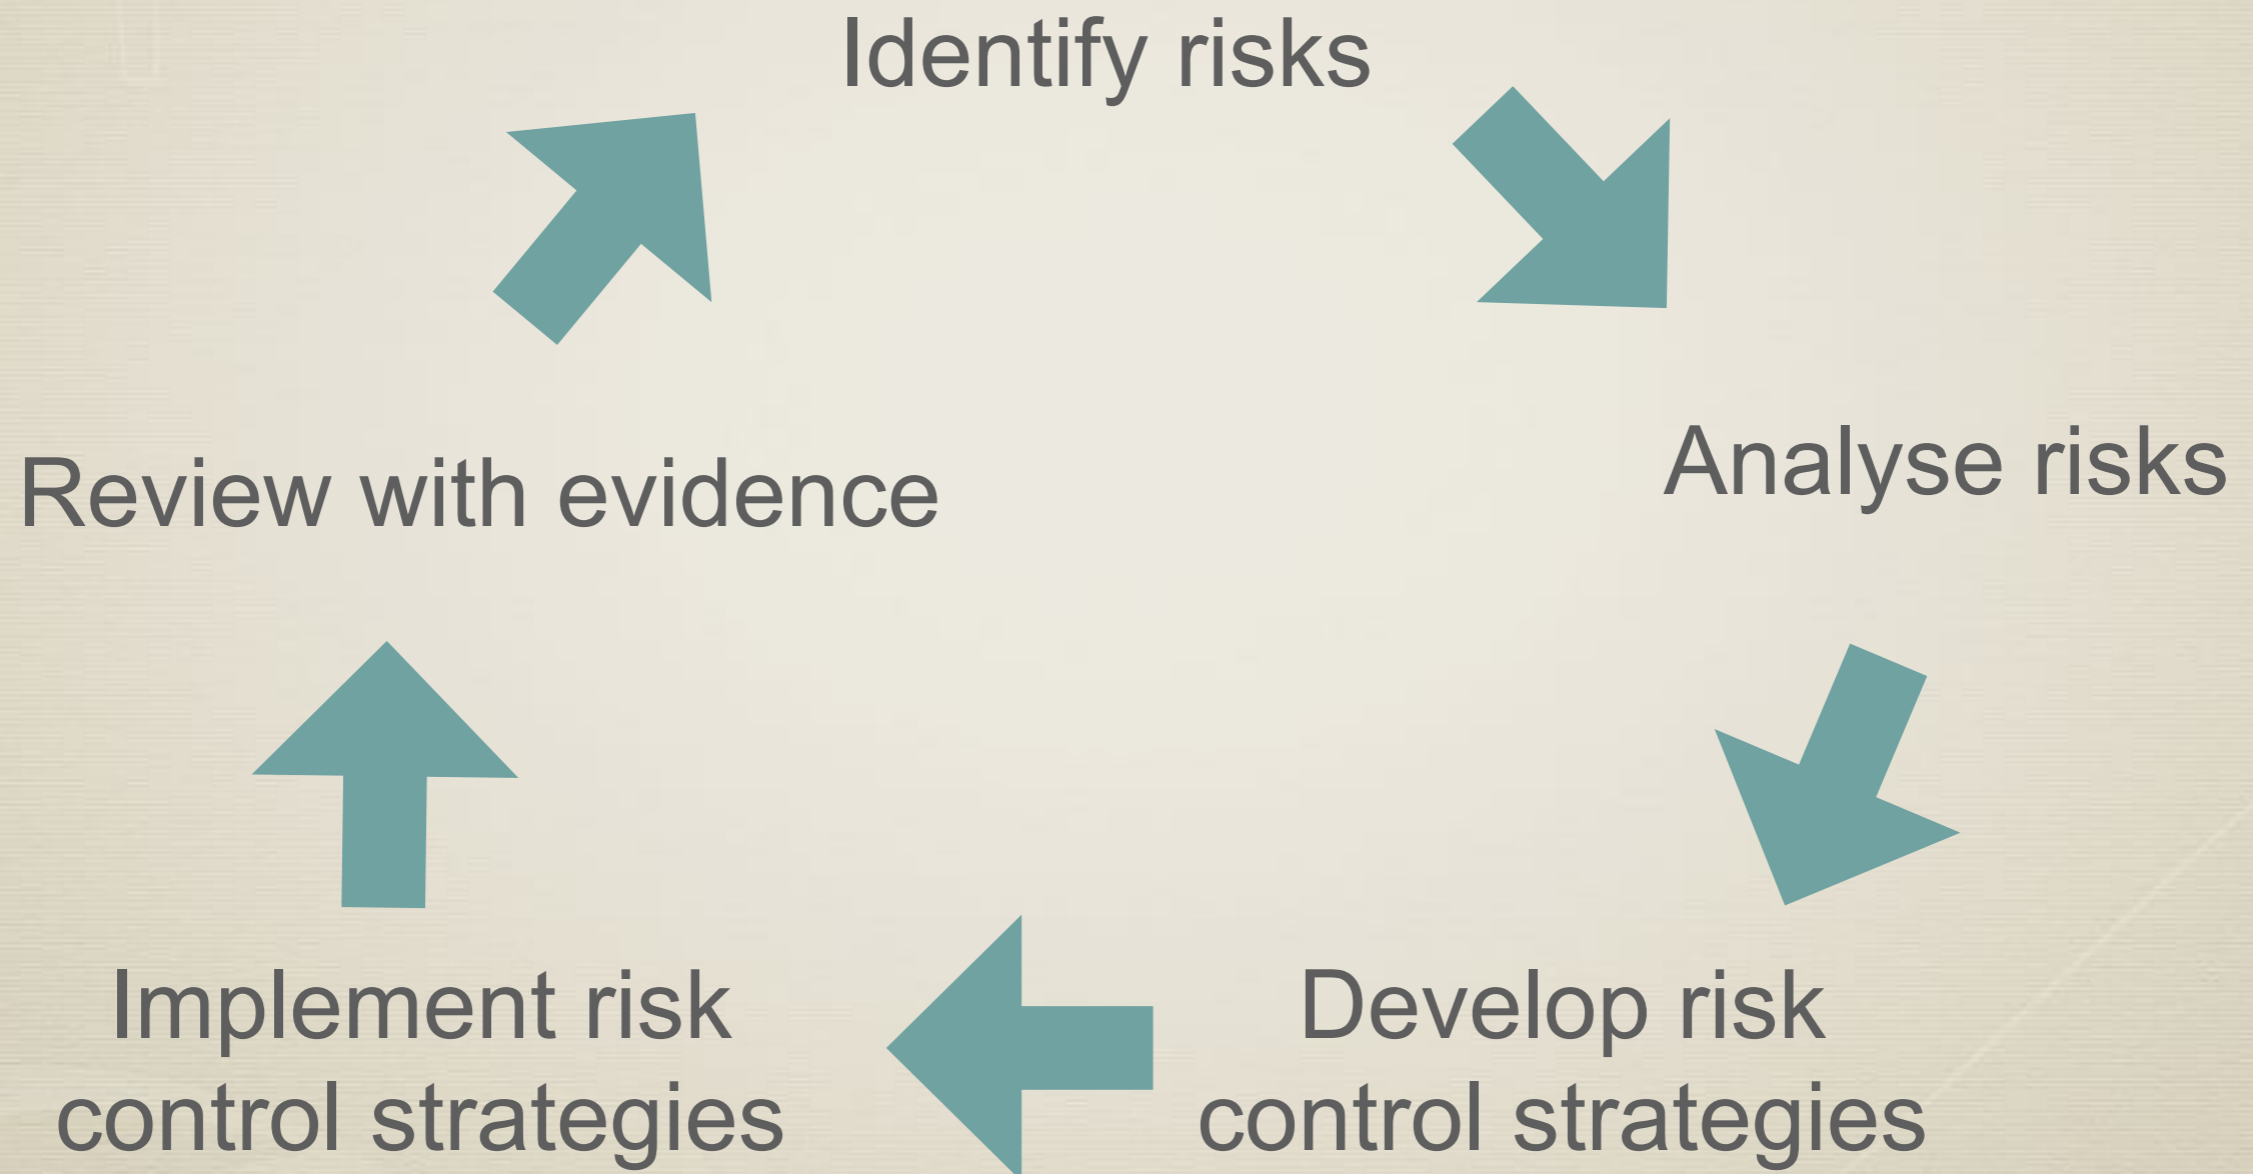 Identify risks
Analyse risks
Develop risk
control strategies
Implement risk
control strategies
Review with evidence